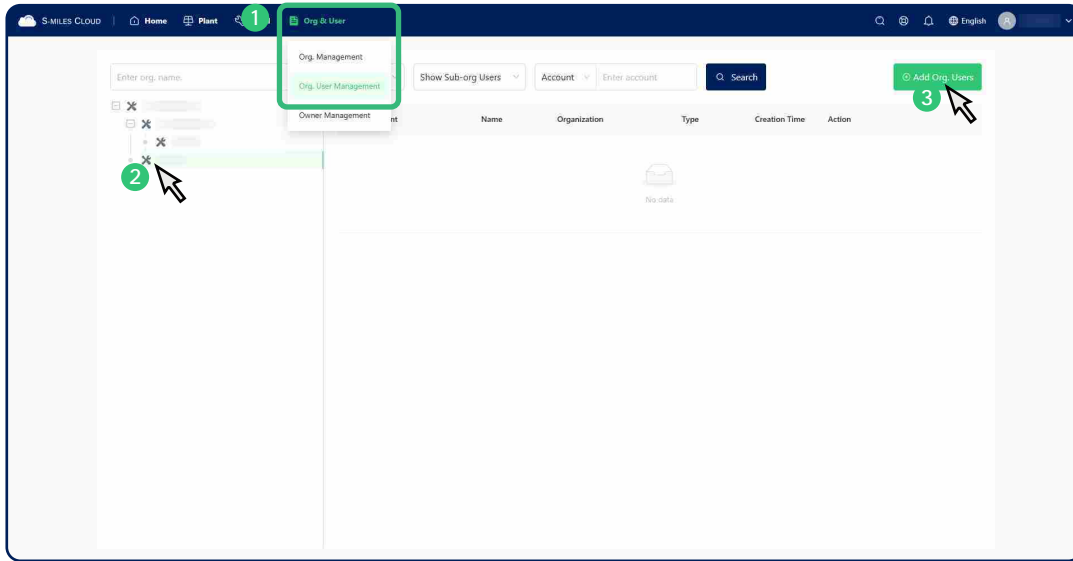 S-MILES CLOUD Home Plant 1 Org & User English
Org. Management
Enter org. name. Show Sub-org Users Account Enter account Search Add Org. Users
Org. User Management
3
Owner Management Name Organization Type Creation Time Action
2
No data